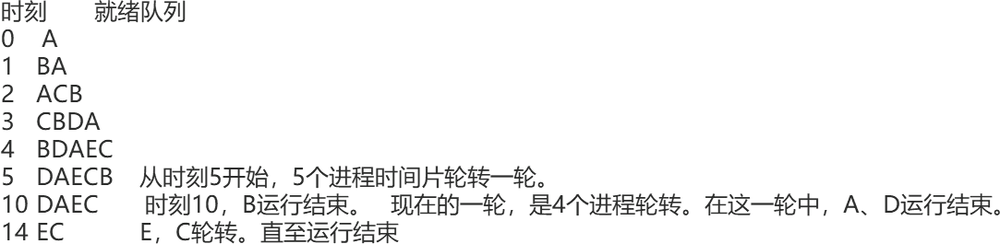 时刻 就绪队列
0 A
1 BA
2 ACB
3 CBDA
4 BDAEC
5 DAECB 从时刻5开始，5个进程时间片轮转一轮。
10 DAEC 时刻10，B运行结束。 现在的一轮，是4个进程轮转。在这一轮中，A、D运行结束。
14 EC E，C轮转。直至运行结束